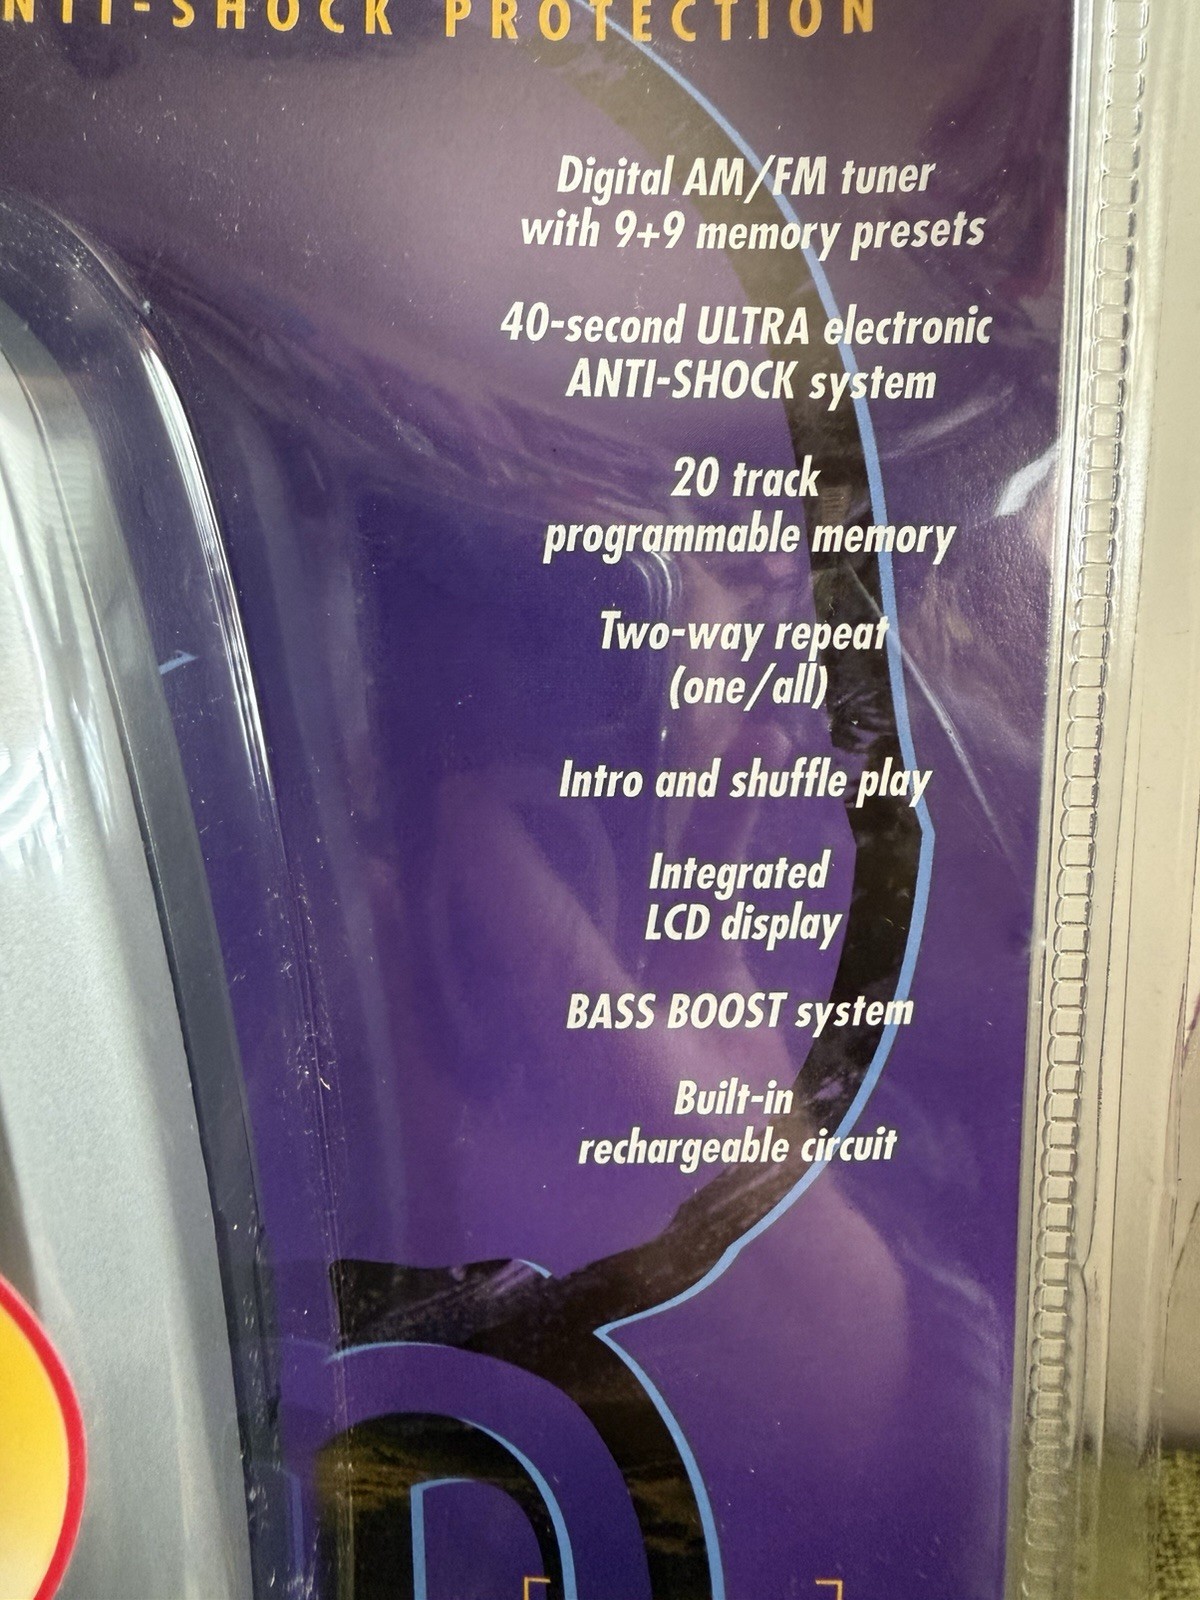 NTI-SHOCK PROTECTION
Digital AM/FM tuner
with 9+9 memory presets
40-second ULTRA electronic
ANTI-SHOCK system
20 track
programmable memory
Two-way repeat
(one/all)
Intro and shuffle play
Integrated
LCD display
BASS BOOST system
Built-in
rechargeable circuit